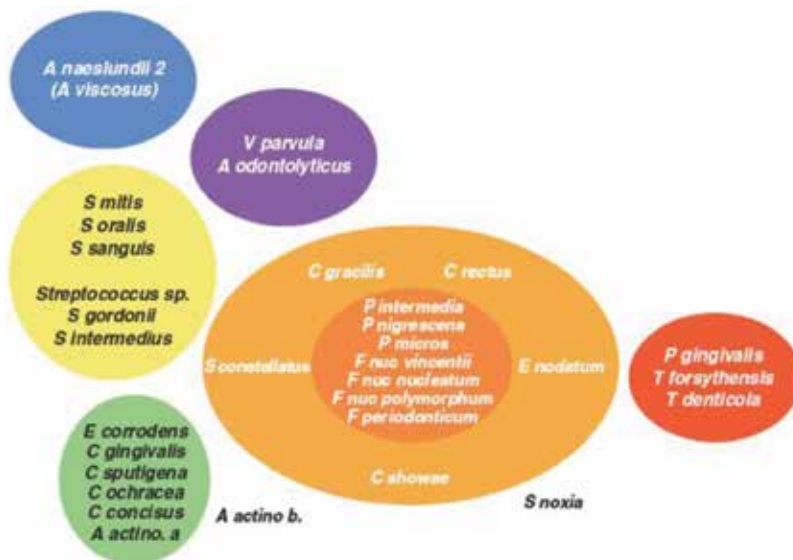 A naeslundii 2
(A viscosus)
V parvula
A odontolyticus
S mitis
S oralis
S sanguis
Streptococcus sp.
S gordonii
S intermedius
C gracilis
C rectus
P intermedia
P nigrescena
P micros
F nuc vincentii
F nuc nucleatum
F nuc polymorphum
F periodonticum
S constellatus
E nodatum
C showae
P gingivalis
T forsythensis
T denticola
E corrodens
C gingivalis
C sputigena
C ochracea
C concisus
A actino. a
A actino b.
S noxia